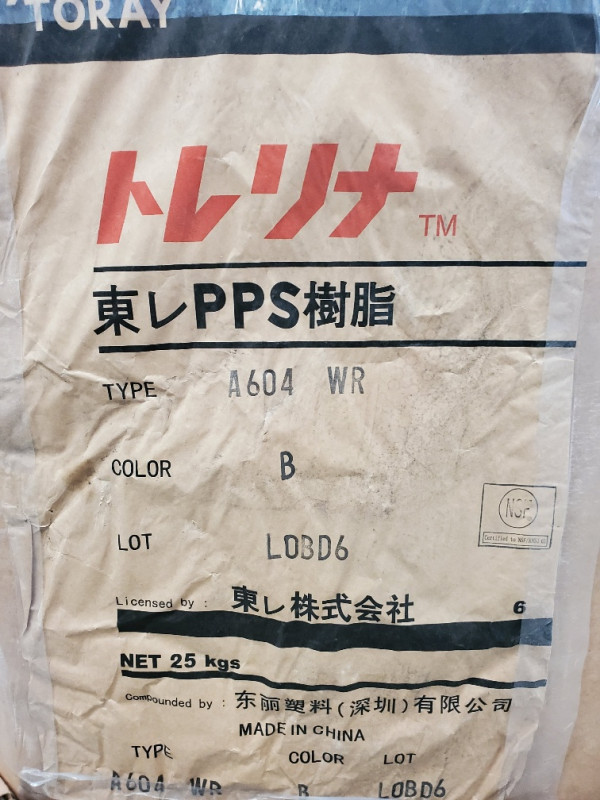 TORAY
トレリナ TM
東レPPS樹脂
TYPE A604 WR
COLOR B
LOT LOBD6
NSF
Licensed by : 東レ株式会社 6
NET 25 kgs
Compounded by : 东丽塑料(深圳)有限公司
MADE IN CHINA
TYPE COLOR LOT
A604 WR B LOBD6